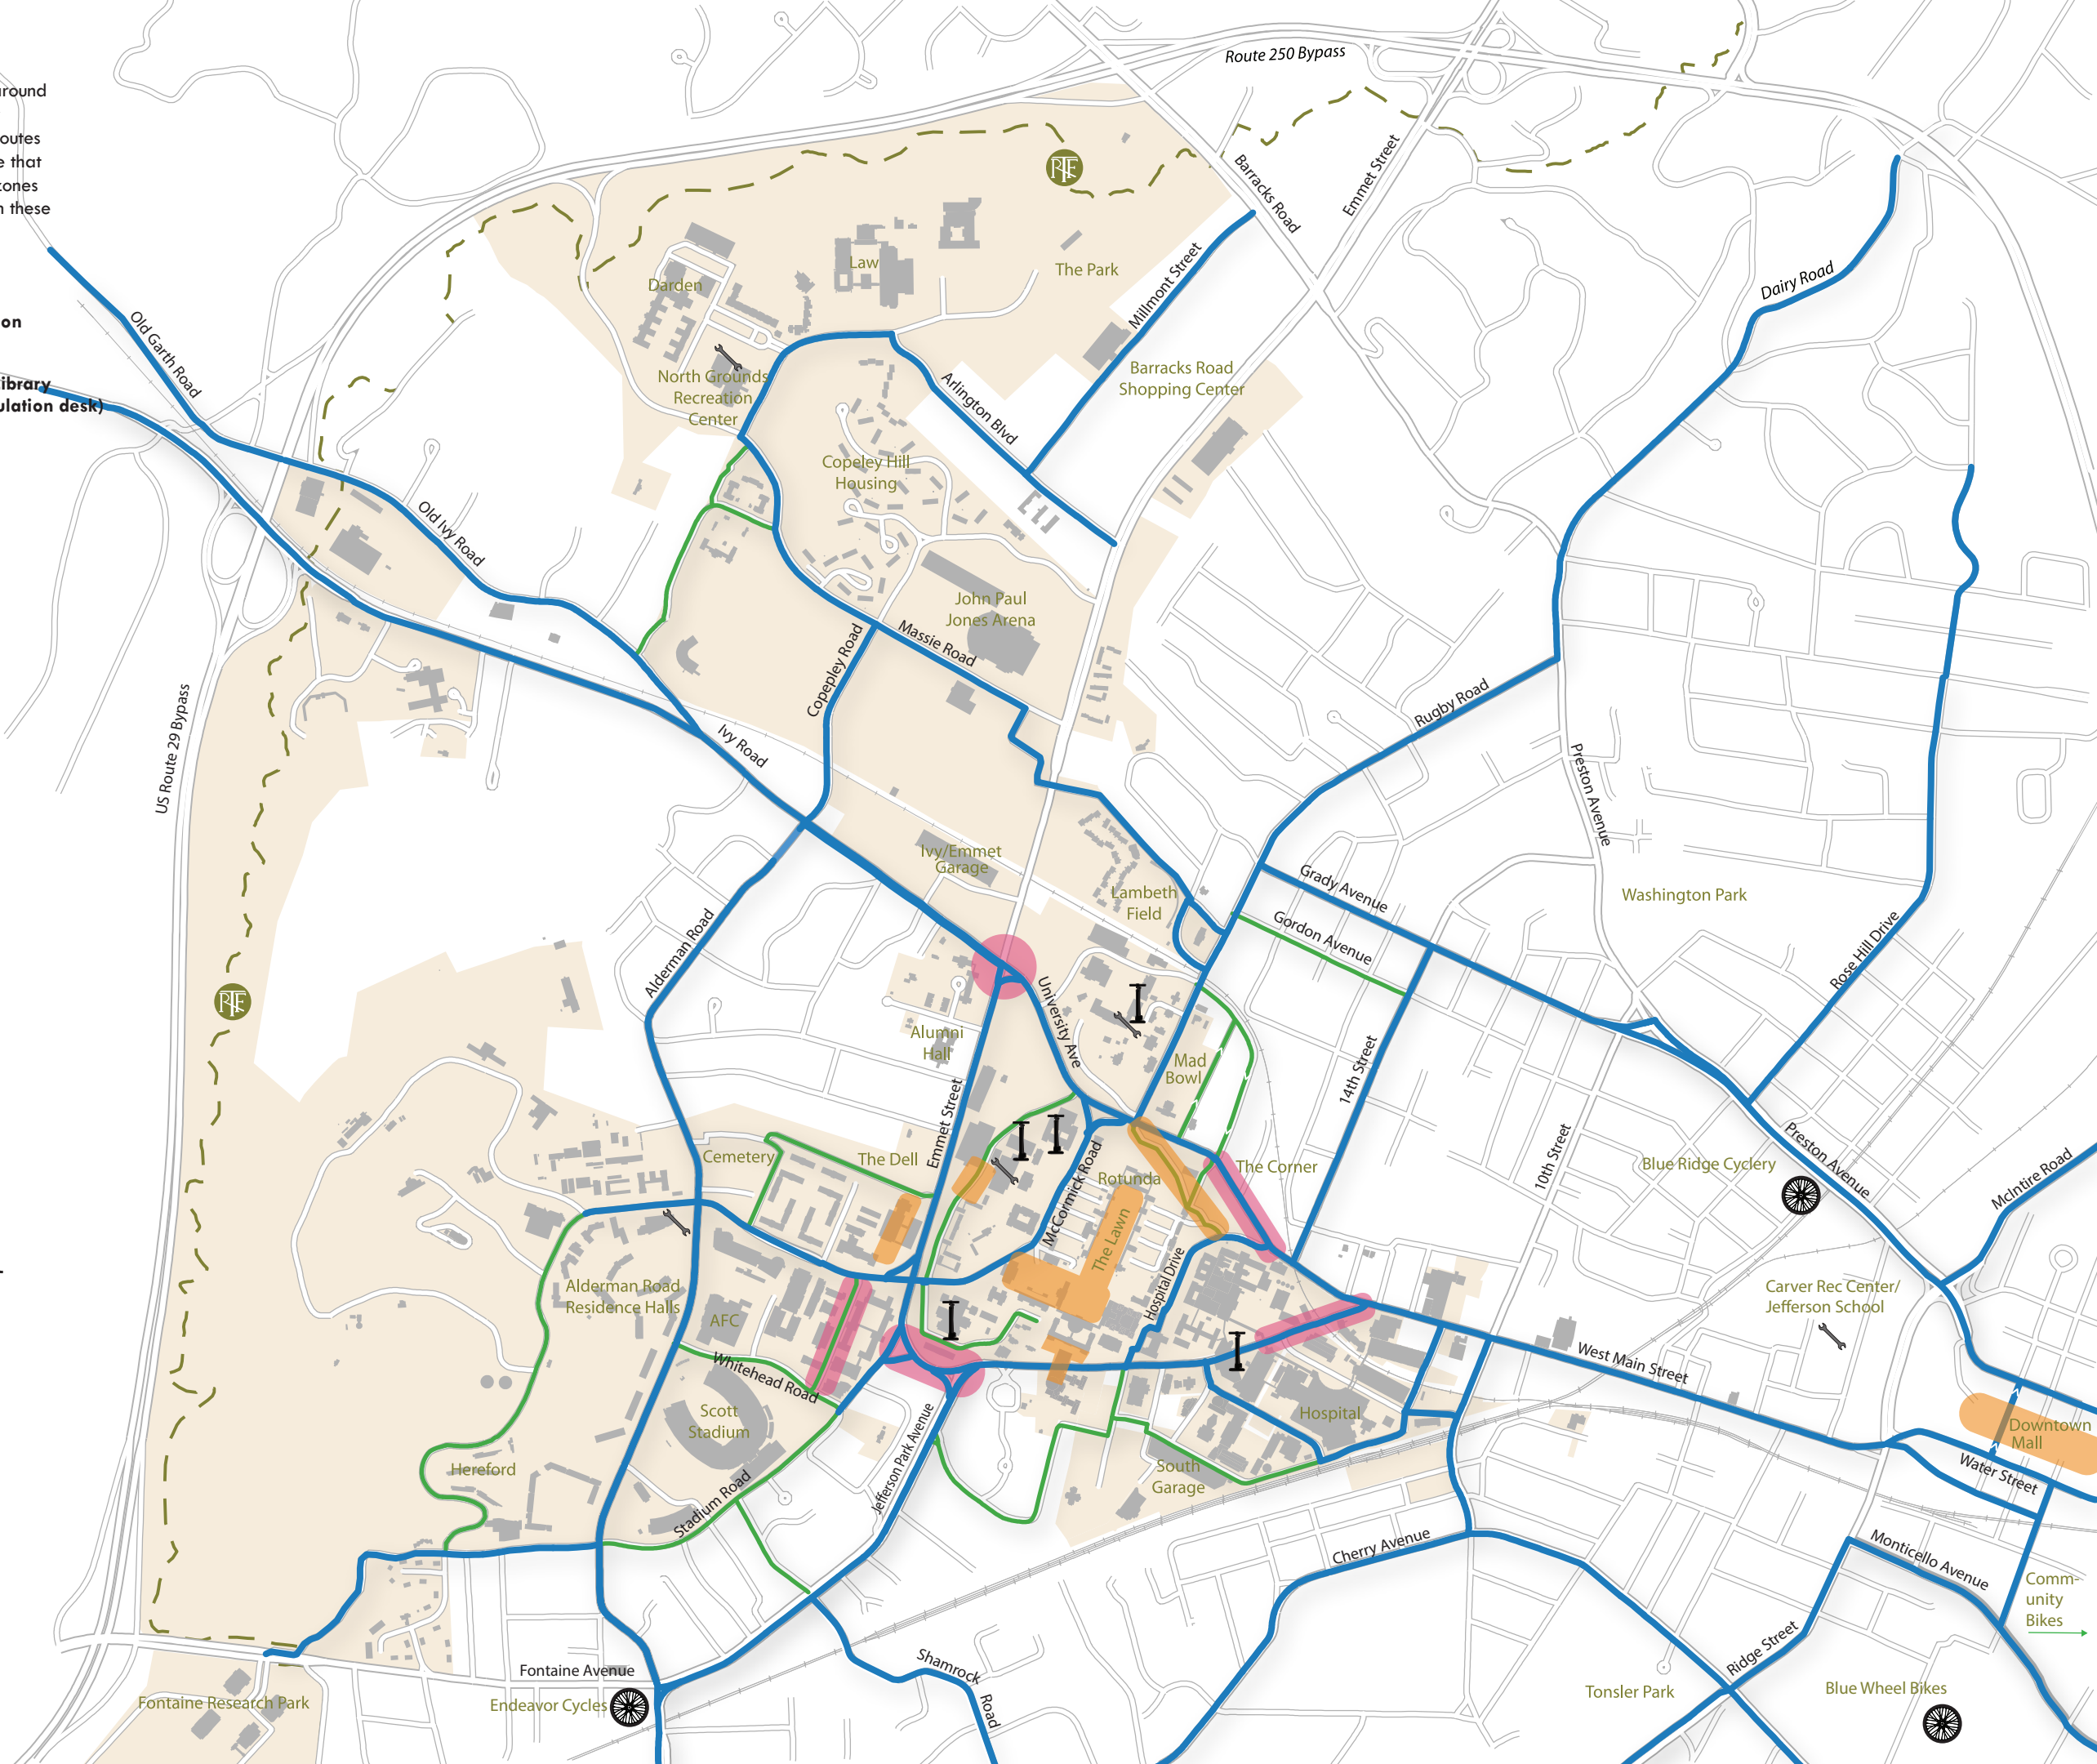 round
outes
e that
ones
n these
on
ibrary
ulation desk)
Route 250 Bypass
Barracks Road
Emmet Street
Dairy Road
Millmont Street
The Park
Law
Darden
Old Garth Road
North Grounds
Recreation
Center
Barracks Road
Shopping Center
Arlington Blvd
Copeley Hill
Housing
Old Ivy Road
John Paul
Jones Arena
Massie Road
Copepley Road
Rugby Road
US Route 29 Bypass
Ivy Road
Preston Avenue
Ivy/Emmet
Garage
Lambeth
Field
Grady Avenue
Gordon Avenue
Washington Park
Rose Hill Drive
Alderman Road
University Ave
Alumni
Hall
Mad
Bowl
14th Street
Emmet Street
Cemetery
The Dell
McCormick Road
Rotunda
The Corner
The Lawn
Hospital Drive
10th Street
Blue Ridge Cyclery
Preston Avenue
McIntire Road
Alderman Road
Residence Halls
AFC
Carver Rec Center/
Jefferson School
Whitehead Road
West Main Street
Scott
Stadium
Hospital
Downtown
Mall
Water Street
Jefferson Park Avenue
Hereford
South
Garage
Stadium Road
Cherry Avenue
Monticello Avenue
Comm-
unity
Bikes
Ridge Street
Shamrock
Road
Fontaine Avenue
Endeavor Cycles
Fontaine Research Park
Tonsler Park
Blue Wheel Bikes
RTF
RTF